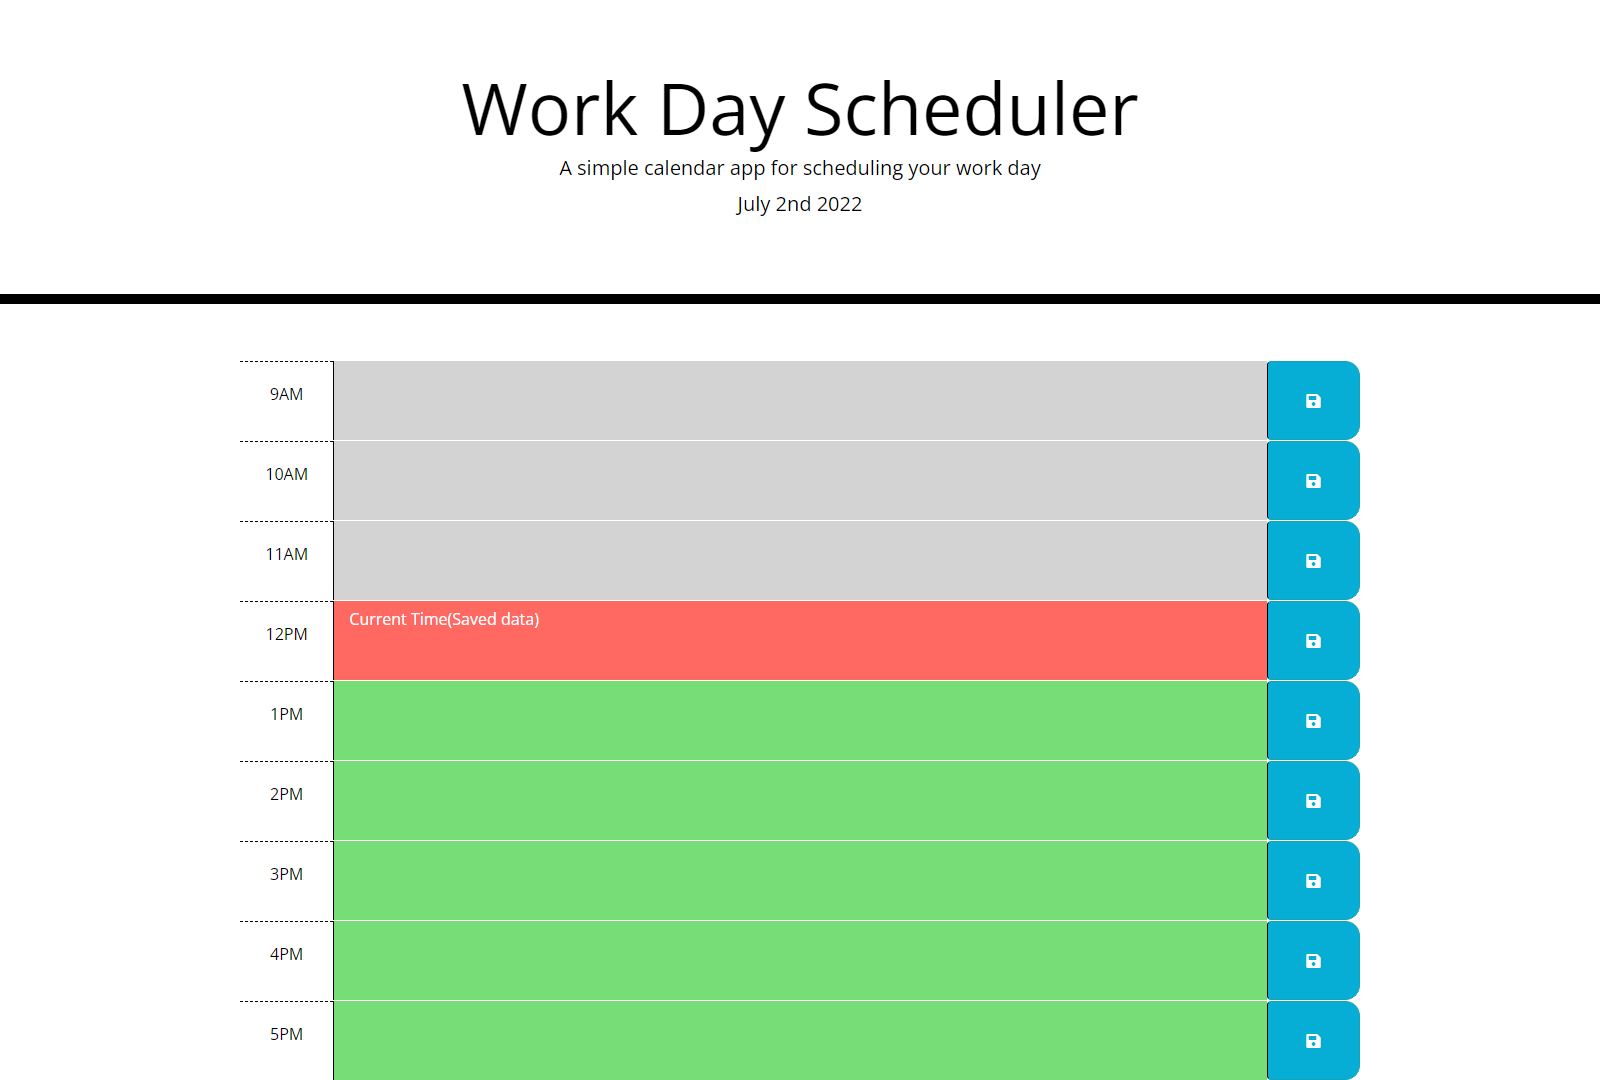 Work Day Scheduler
A simple calendar app for scheduling your work day
July 2nd 2022
9AM
10AM
11AM
12PM
Current Time(Saved data)
1PM
2PM
3PM
4PM
5PM